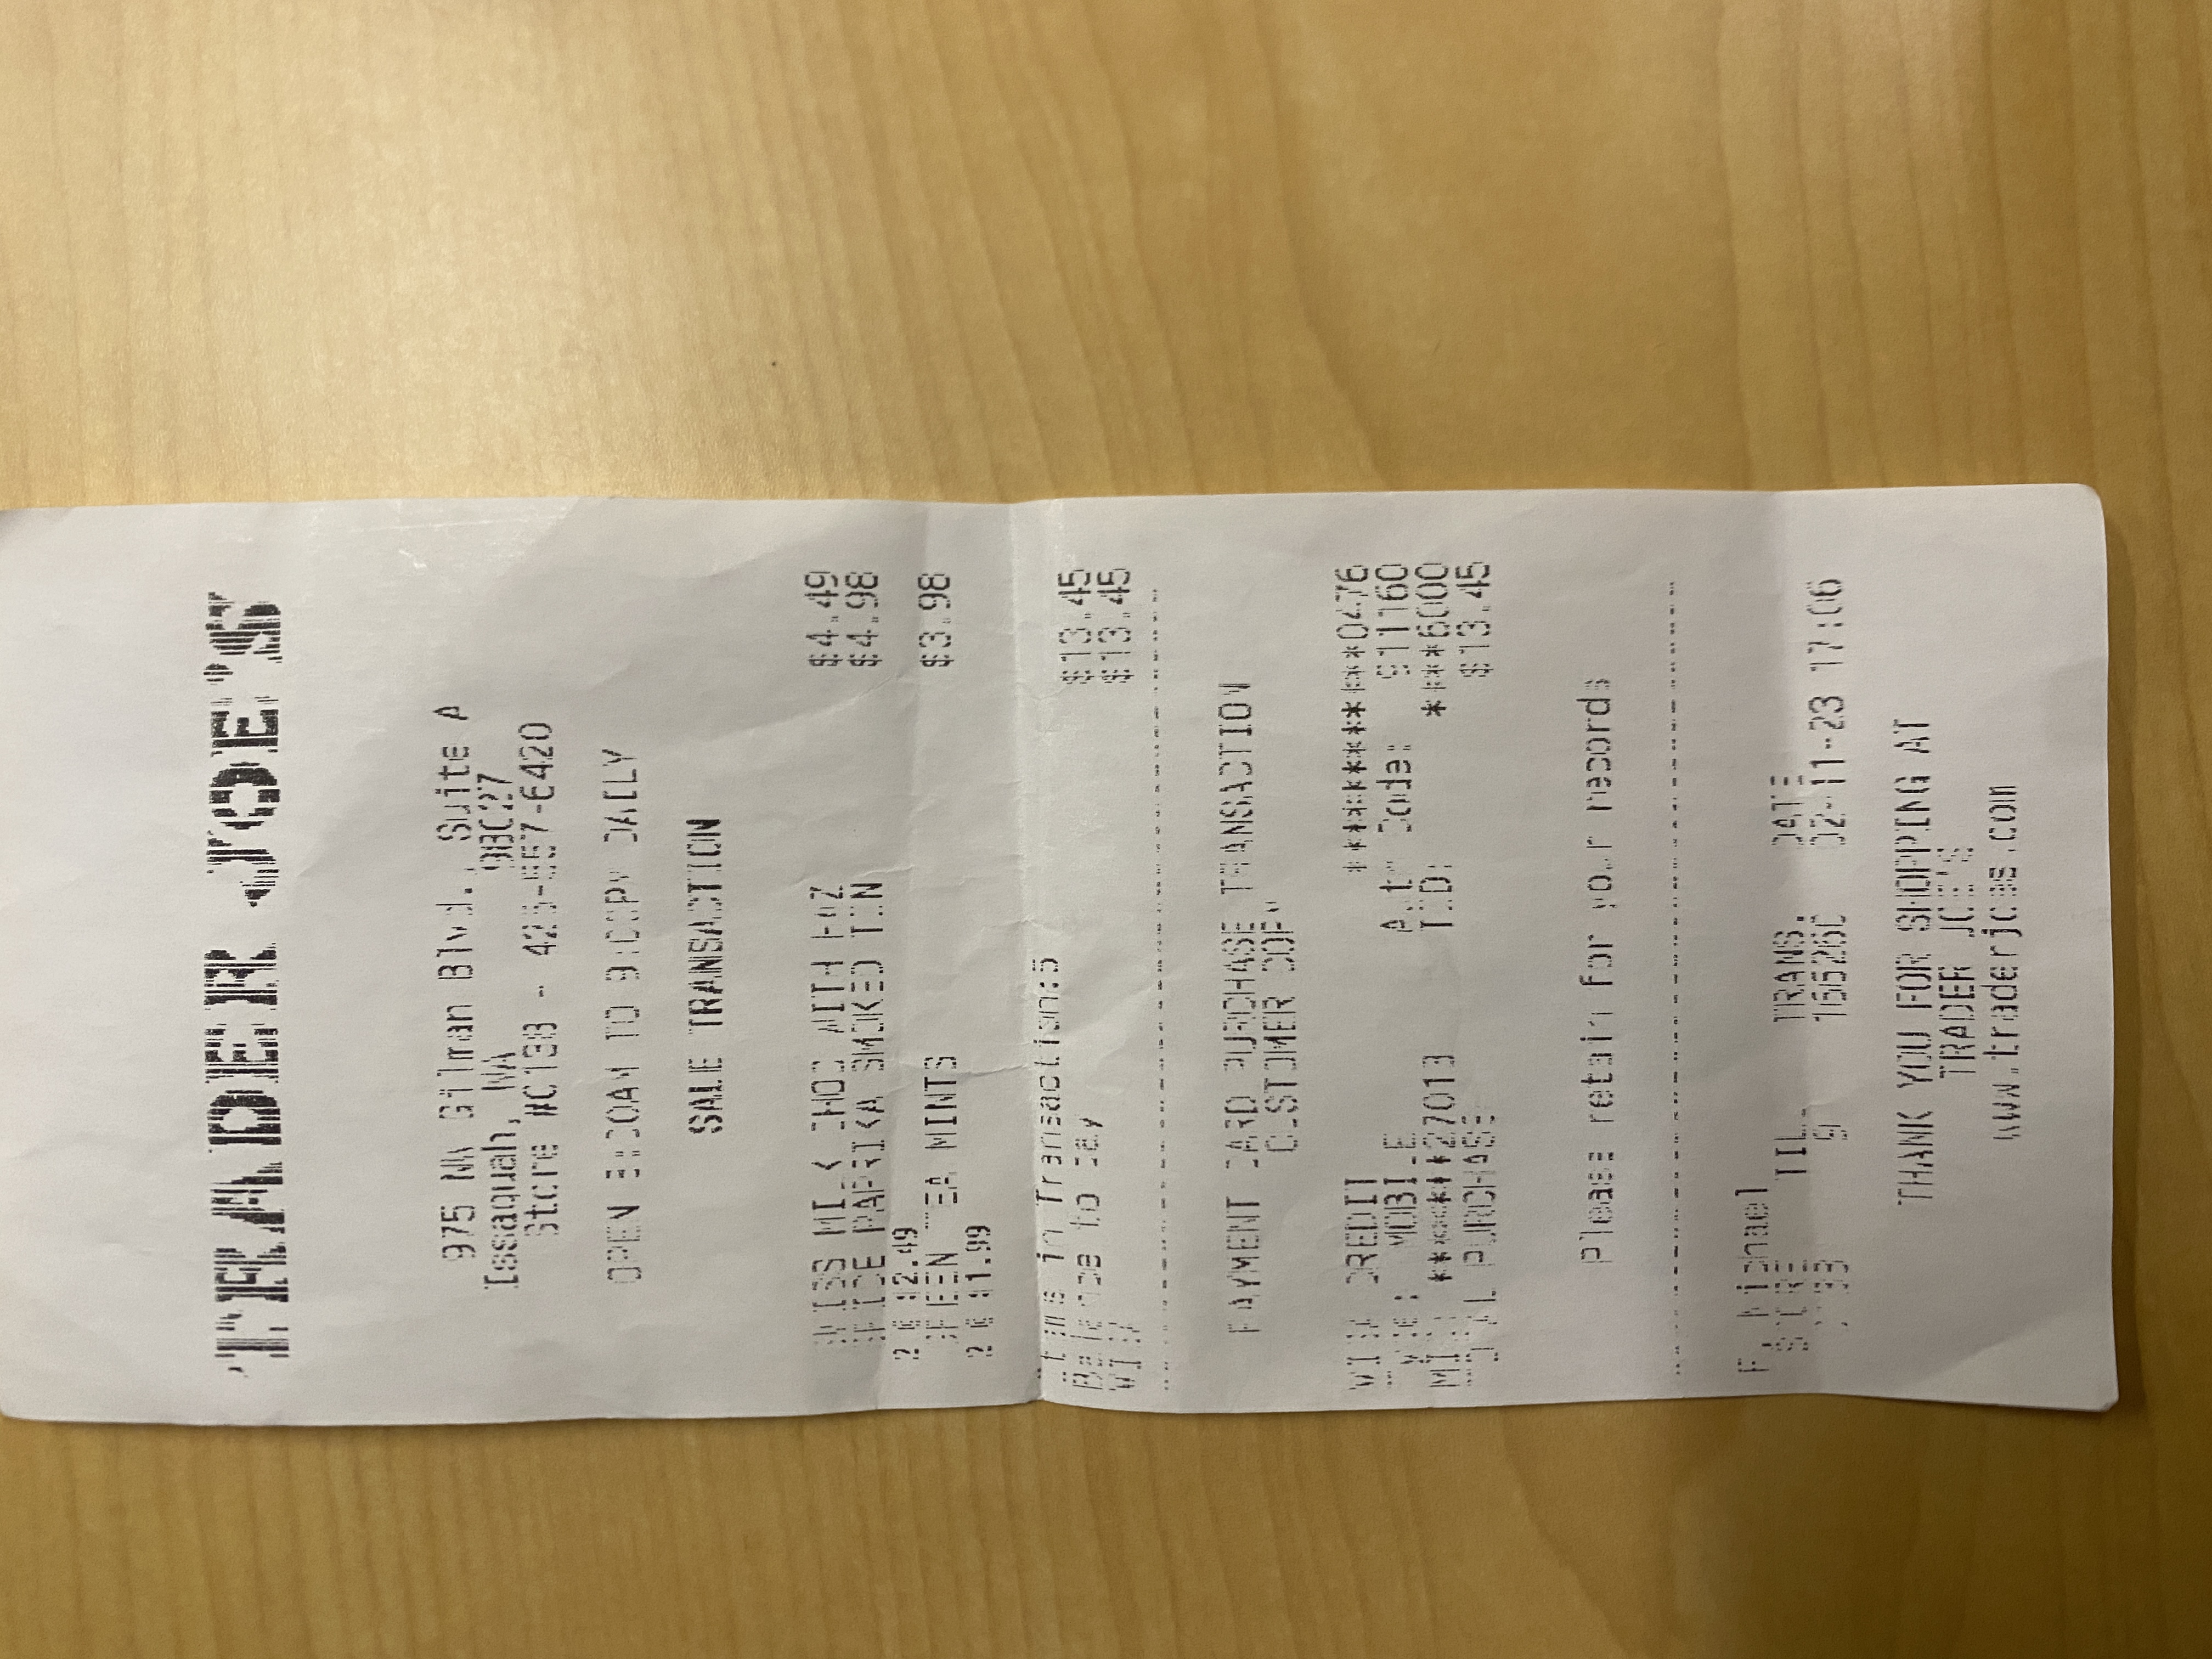 TRADER JOE'S
975 NW Gilman Blvd., Suite A
Issaquah, WA 98027
Store #0138 - 425-557-6420
OPEN 8:00AM TO 9:00PM DAILY
SALE TRANSACTION
SWISS MILK CHOC WITH HAZ $4.49
SPICE PAPRIKA SMOKED TIN $4.98
2 @ $2.49
GREEN TEA MINTS $3.98
2 @ $1.99
Items in Transaction:5
Balance to pay $13.45
VISA $13.45
PAYMENT CARD PURCHASE TRANSACTION
CUSTOMER COPY
VISA CREDIT ************0476
Type: MOBILE Auth Code: 911160
MID: *******27013 TID: ****6000
TOTAL PURCHASE $13.45
Please retain for your records
Michael
STORE TILL TRANS. DATE
138 9 02-11-23 17:06
THANK YOU FOR SHOPPING AT
TRADER JOE'S
www.traderjoes.com